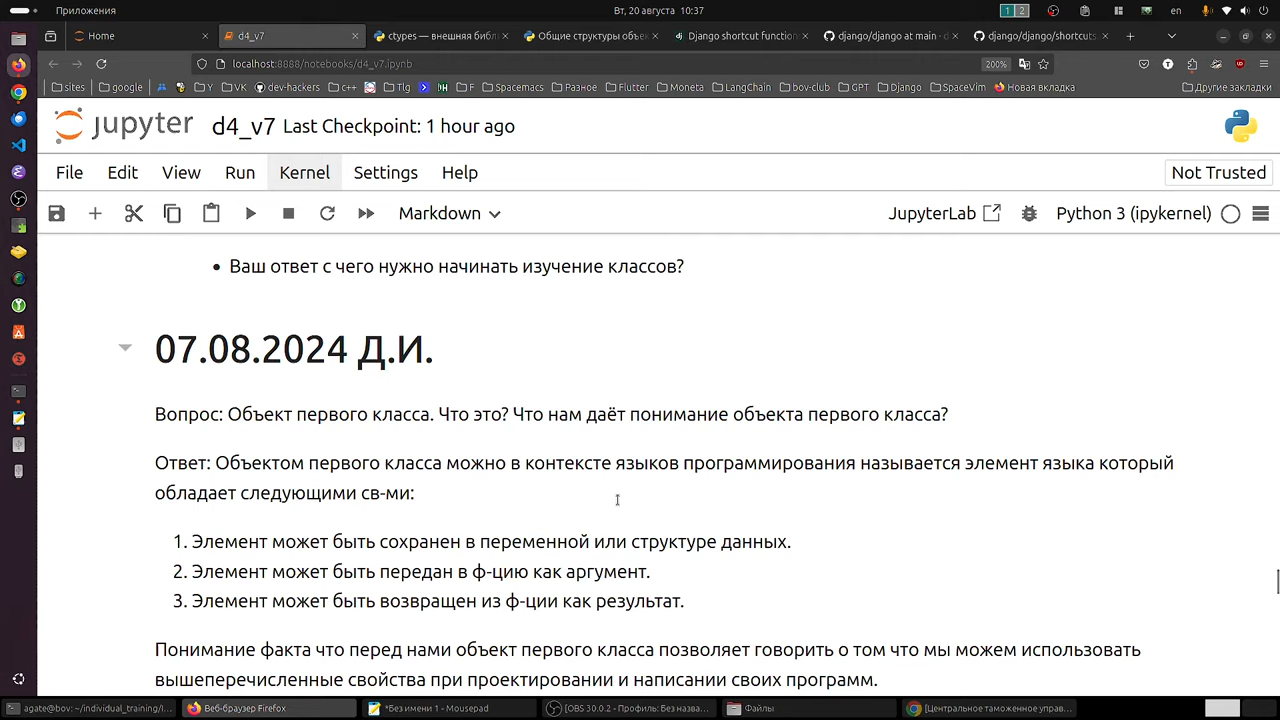 Приложения
Вт, 20 августа 10:37
1 2
en
Home
d4_v7
ctypes — внешняя библ
Общие структуры объек
Django shortcut function
django/django at main · d
django/django/shortcuts
localhost:8888/notebooks/d4_v7.ipynb
200%
sites
google
Y
VK
dev-hackers
c++
Tlg
H
F
Spacemacs
Разное
Flutter
Moneta
LangChain
bov-club
GPT
Django
SpaceVim
Новая вкладка
Другие закладки
jupyter
d4_v7 Last Checkpoint: 1 hour ago
File Edit View Run Kernel Settings Help
Not Trusted
Markdown
JupyterLab
Python 3 (ipykernel)
• Ваш ответ с чего нужно начинать изучение классов?
07.08.2024 Д.И.
Вопрос: Объект первого класса. Что это? Что нам даёт понимание объекта первого класса?
Ответ: Объектом первого класса можно в контексте языков программирования называется элемент языка который
обладает следующими св-ми:
1. Элемент может быть сохранен в переменной или структуре данных.
2. Элемент может быть передан в ф-цию как аргумент.
3. Элемент может быть возвращен из ф-ции как результат.
Понимание факта что перед нами объект первого класса позволяет говорить о том что мы можем использовать
вышеперечисленные свойства при проектировании и написании своих программ.
agate@bov: ~/individual_training/l...
Веб-браузер Firefox
*Без имени 1 - Mousepad
[OBS 30.0.2 - Профиль: Без назва...
Файлы
[Центральное таможенное управ...